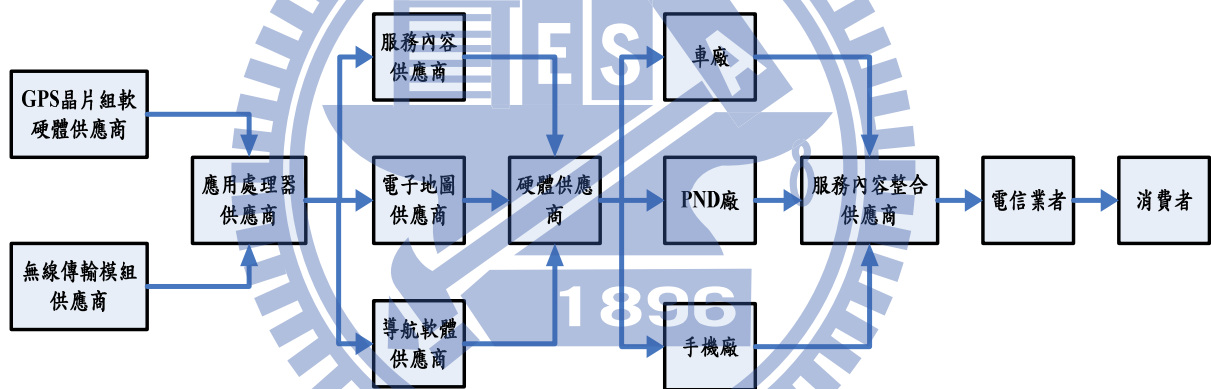 GPS晶片組軟
硬體供應商
無線傳輸模組
供應商
應用處理器
供應商
服務內容
供應商
電子地圖
供應商
導航軟體
供應商
硬體供應
商
車廠
PND廠
手機廠
服務內容整合
供應商
電信業者
消費者
ESA
1896